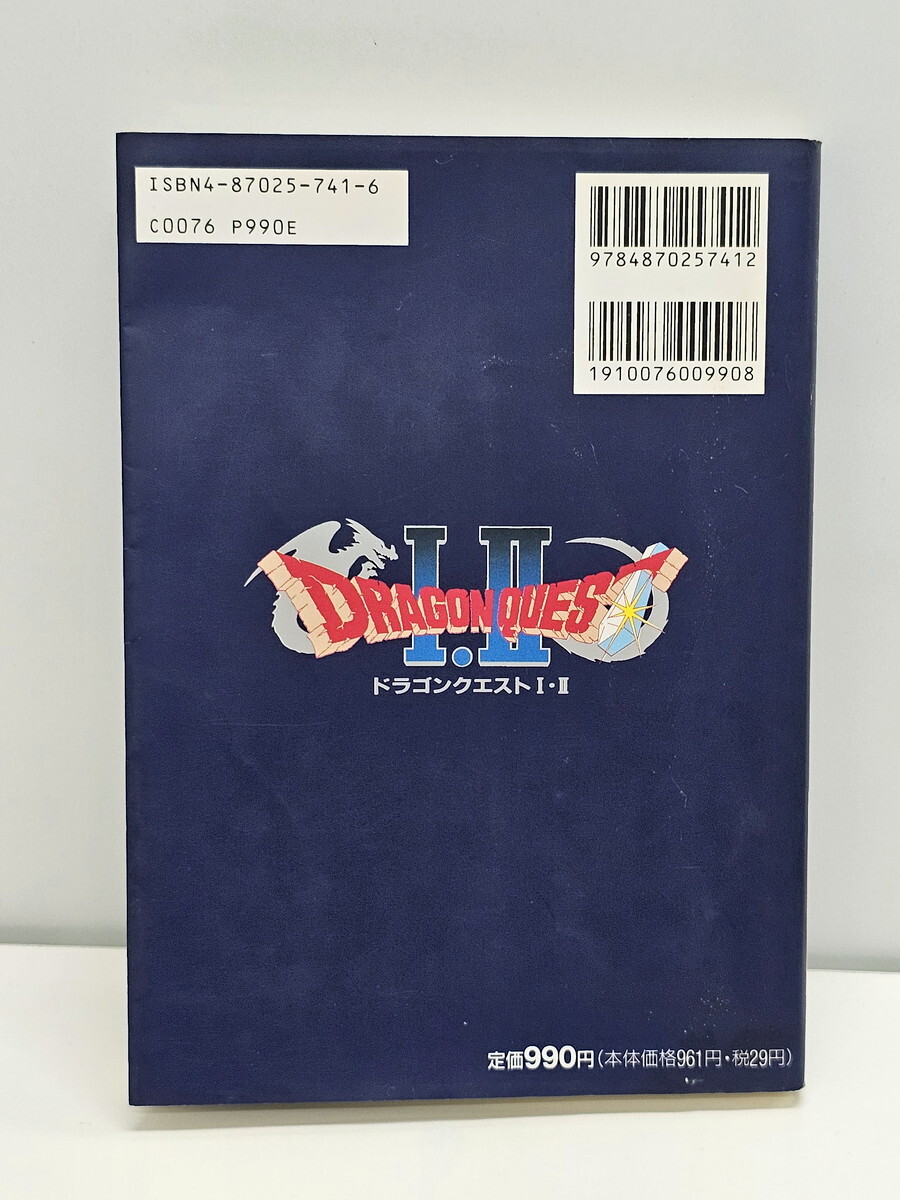 ISBN4-87025-741-6
C0076 P990E
9784870257412
1910076009908
I.II
DRAGON QUEST
ドラゴンクエストI・II
定価990円(本体価格961円・税29円)